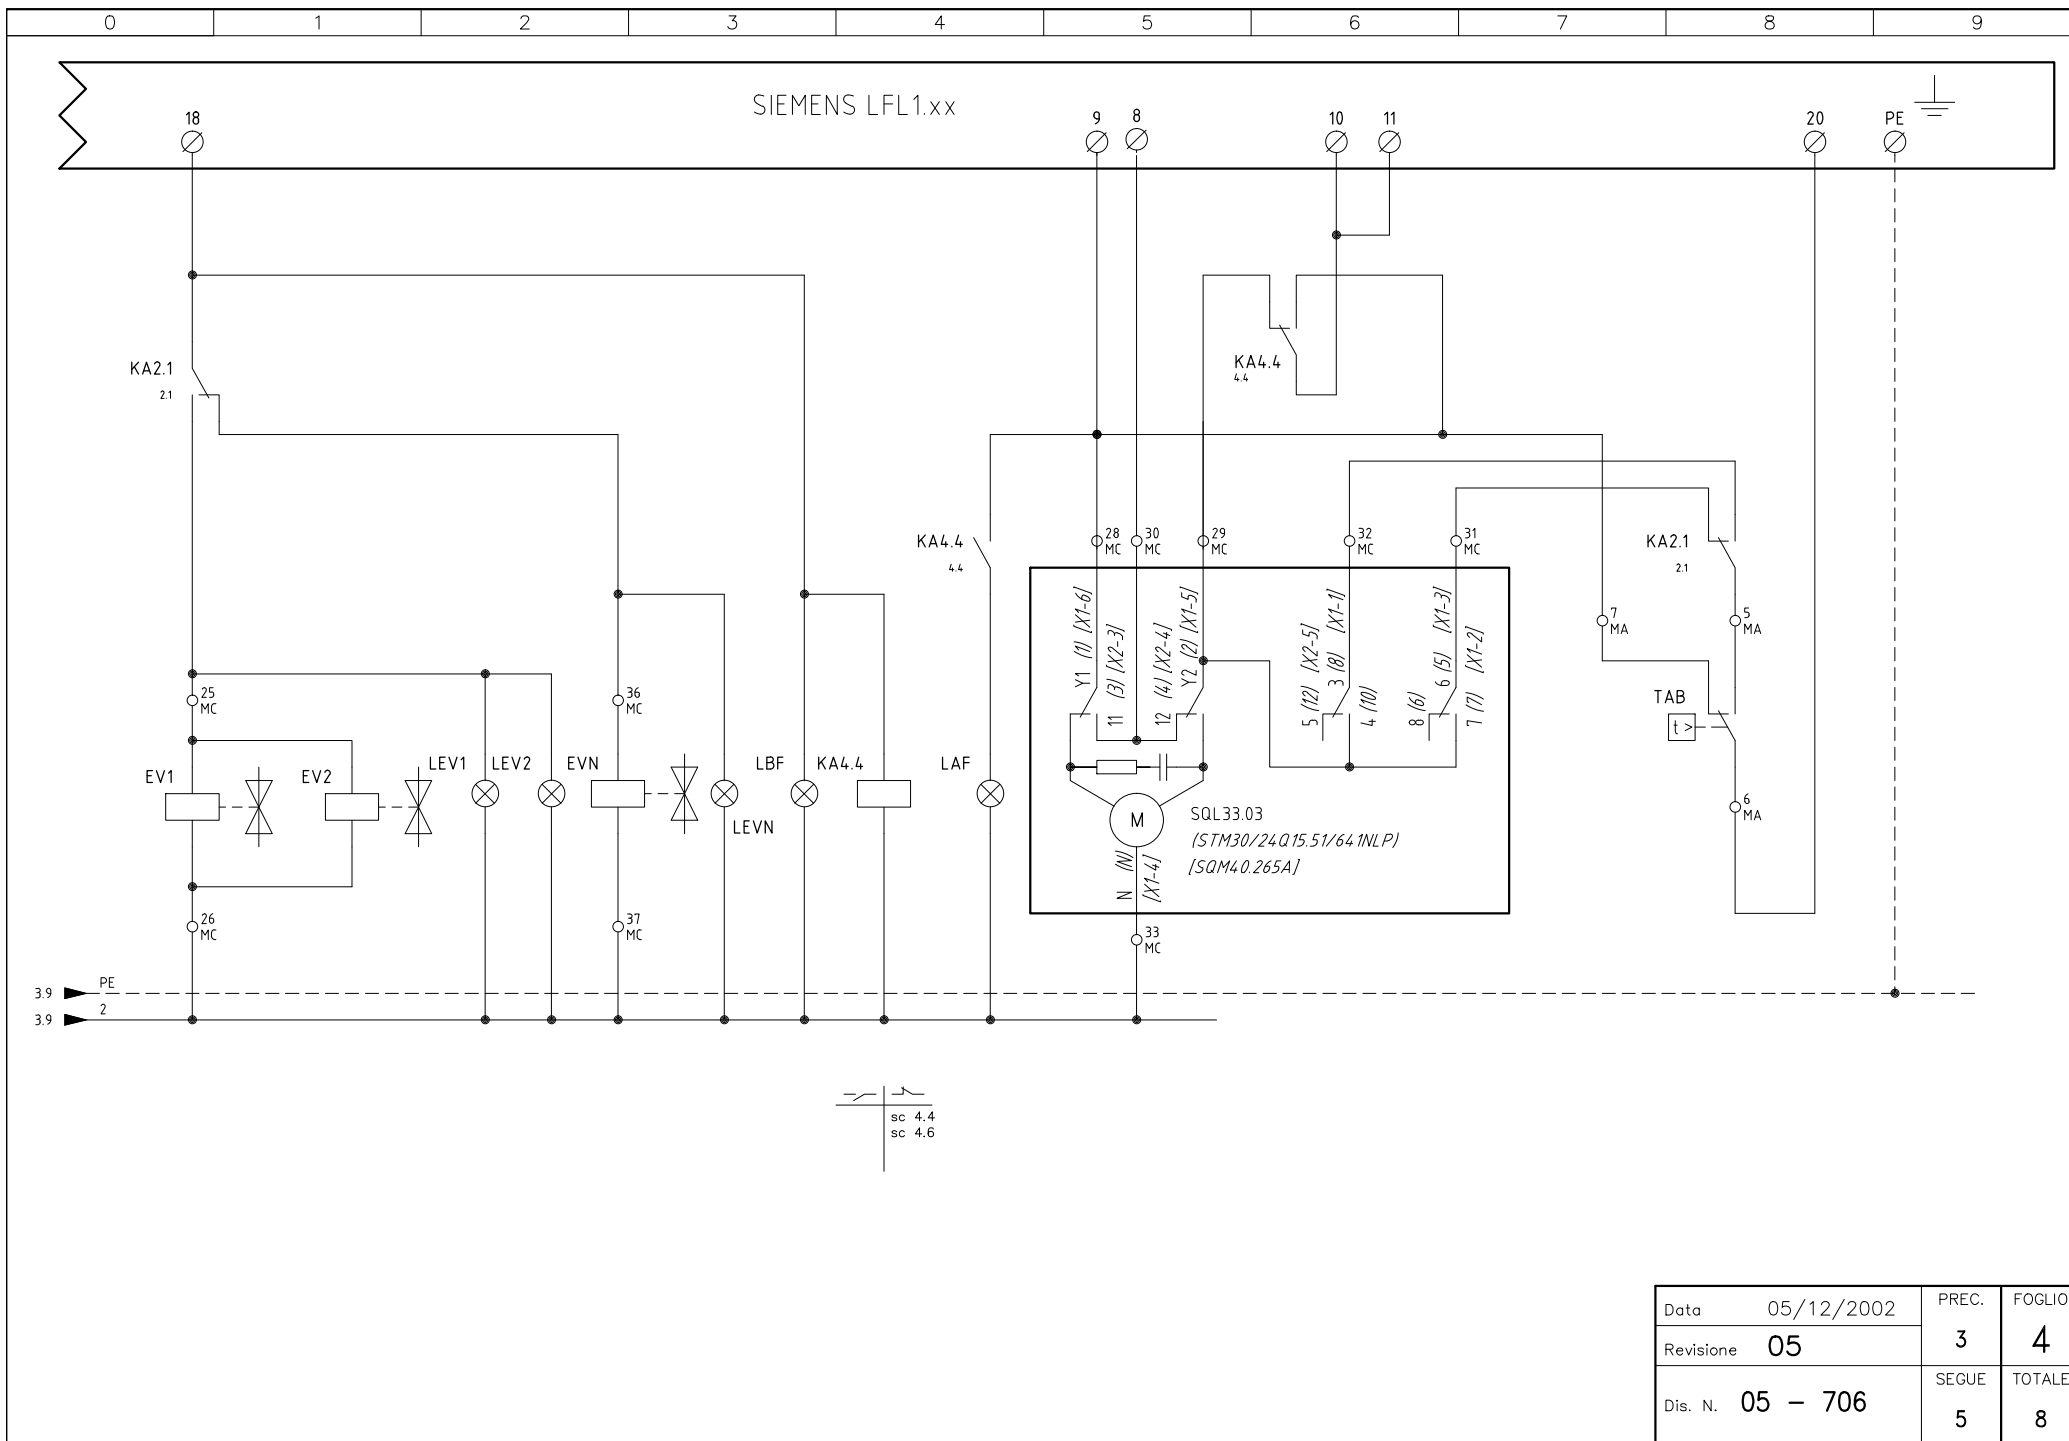 0 1 2 3 4 5 6 7 8 9
SIEMENS LFL1.xx
18 9 8 10 11 20 PE
KA2.1
2.1
KA4.4
4.4
KA4.4
4.4
28
MC
30
MC
29
MC
32
MC
31
MC
KA2.1
2.1
7
MA
5
MA
Y1 (1) [X1-6]
11 (3) [X2-3]
12 (4) [X2-4]
Y2 (2) [X1-5]
5 (12) [X2-5]
3 (8) [X1-1]
4 (10)
8 (6)
6 (5) [X1-3]
7 (7) [X1-2]
TAB
t >
25
MC
36
MC
EV1 EV2 LEV1 LEV2 EVN LBF KA4.4 LAF
LEVN
M
SQL33.03
(STM30/24Q15.51/641NLP)
[SQM40.265A]
6
MA
N (N)
[X1-4]
26
MC
37
MC
33
MC
3.9 PE
3.9 2
sc 4.4
sc 4.6
Data 05/12/2002
PREC. FOGLIO
3 4
Revisione 05
SEGUE TOTALE
Dis. N. 05 - 706
5 8